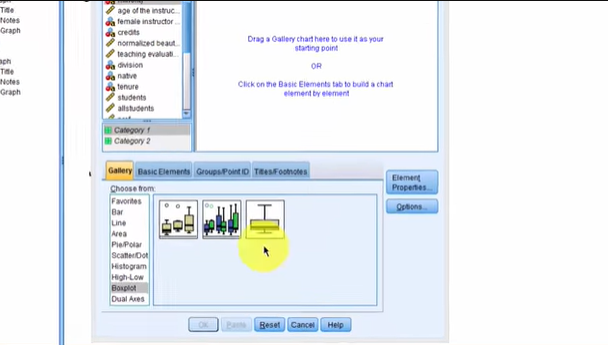 Title
Notes
Graph
Title
Notes
Graph
age of the instruc...
female instructor ...
credits
normalized beaut...
teaching evaluati...
division
native
tenure
students
allstudents
Category 1
Category 2
Drag a Gallery chart here to use it as your
starting point
OR
Click on the Basic Elements tab to build a chart
element by element
Gallery
Basic Elements
Groups/Point ID
Titles/Footnotes
Choose from:
Favorites
Bar
Line
Area
Pie/Polar
Scatter/Dot
Histogram
High-Low
Boxplot
Dual Axes
Element
Properties...
Options...
OK
Paste
Reset
Cancel
Help